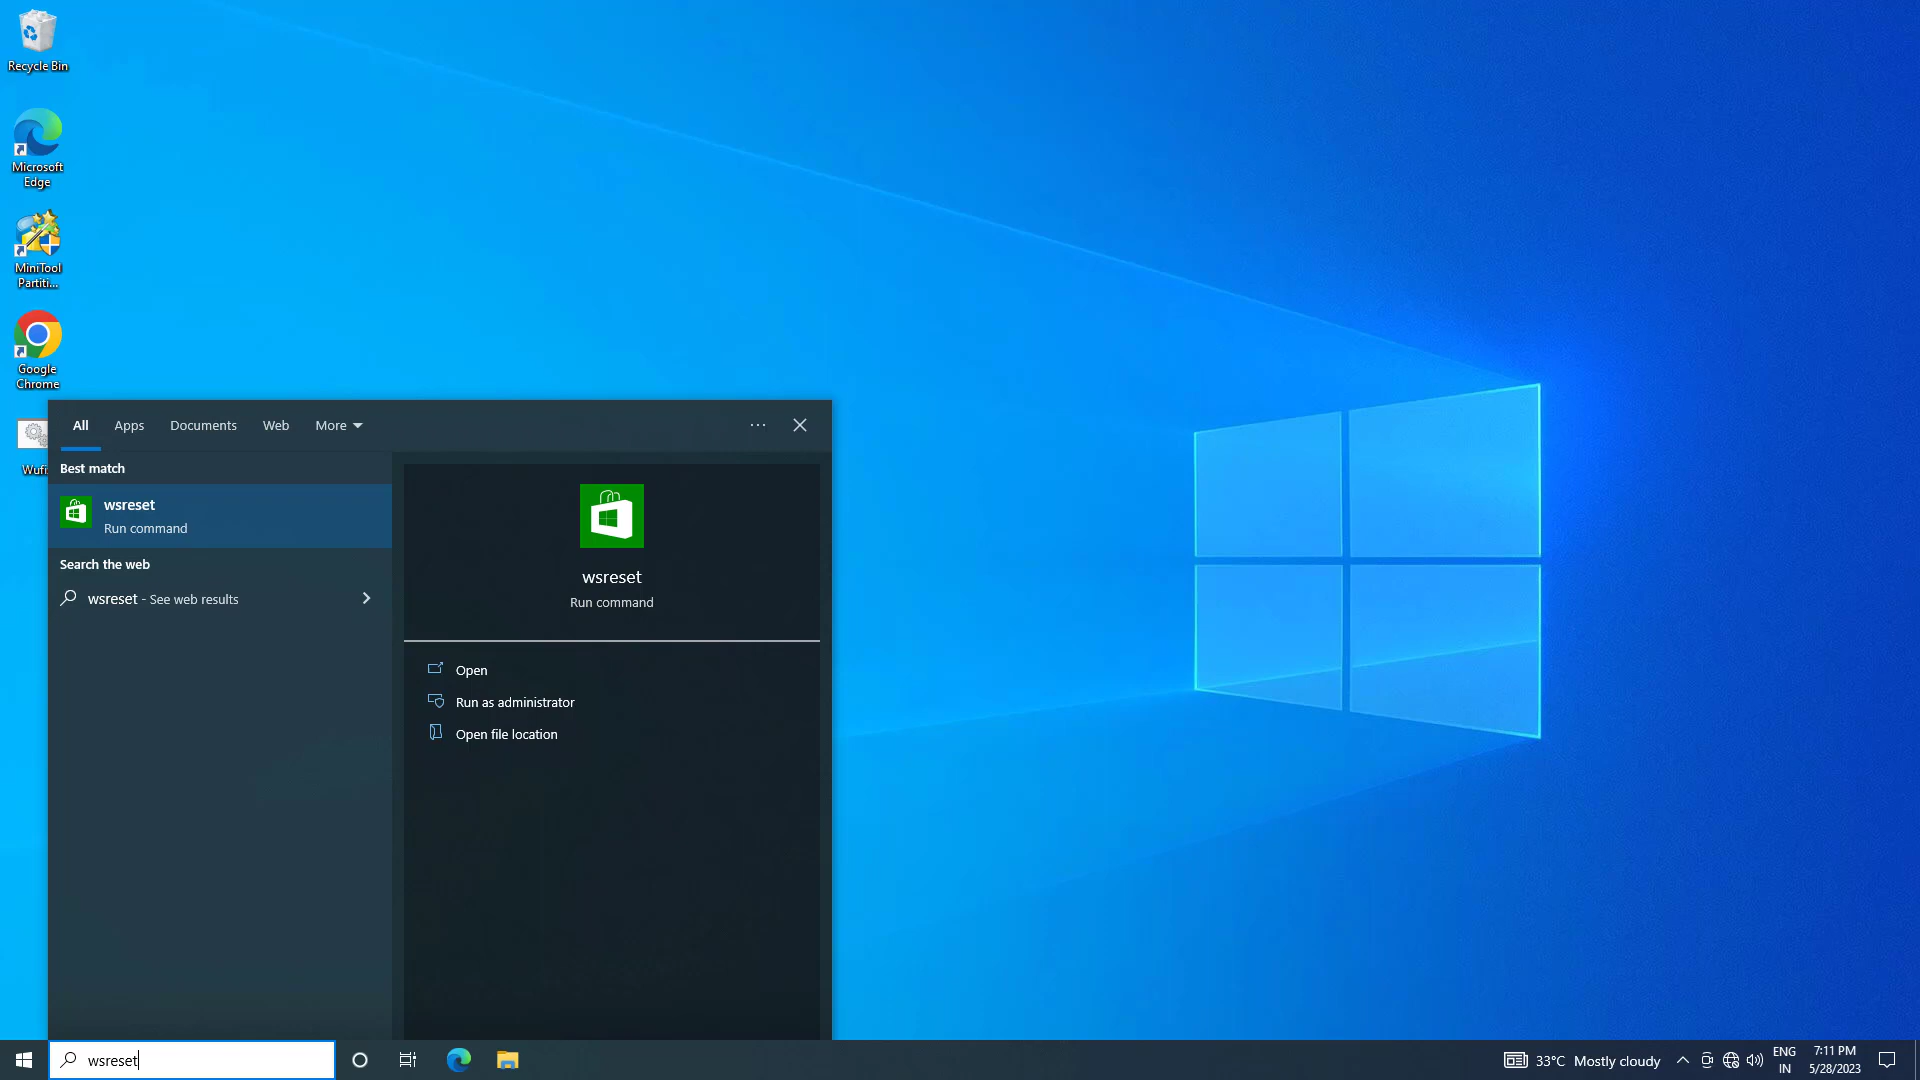 Recycle Bin
Microsoft
Edge
MiniTool
Partiti...
Google
Chrome
All Apps Documents Web More
Best match
wsreset
Run command
Search the web
wsreset - See web results
wsreset
Run command
Open
Run as administrator
Open file location
wsreset
33°C Mostly cloudy
ENG
IN
7:11 PM
5/28/2023